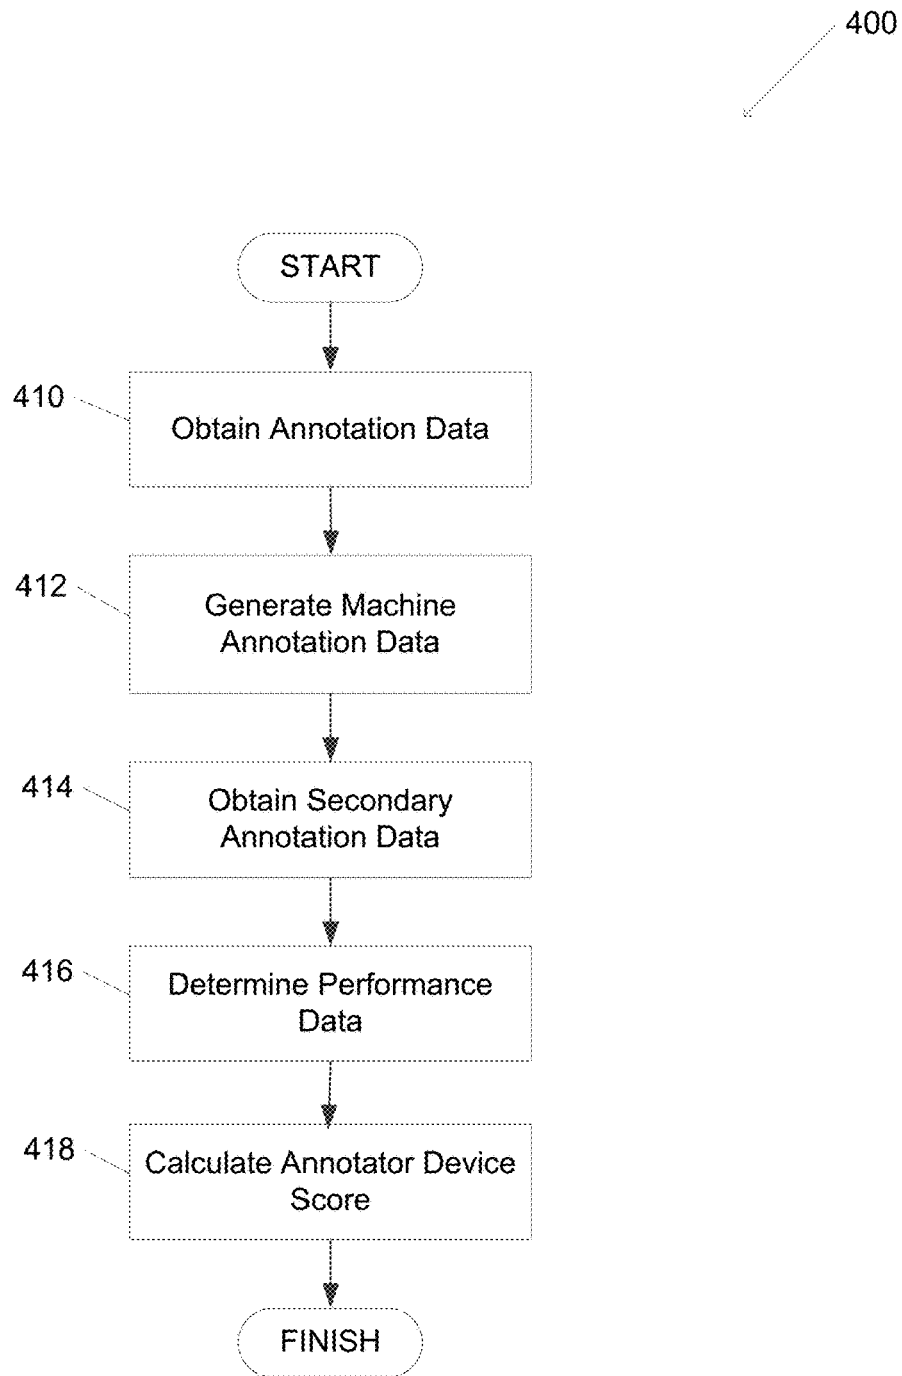 400
START
410
Obtain Annotation Data
412
Generate Machine
Annotation Data
414
Obtain Secondary
Annotation Data
416
Determine Performance
Data
418
Calculate Annotator Device
Score
FINISH